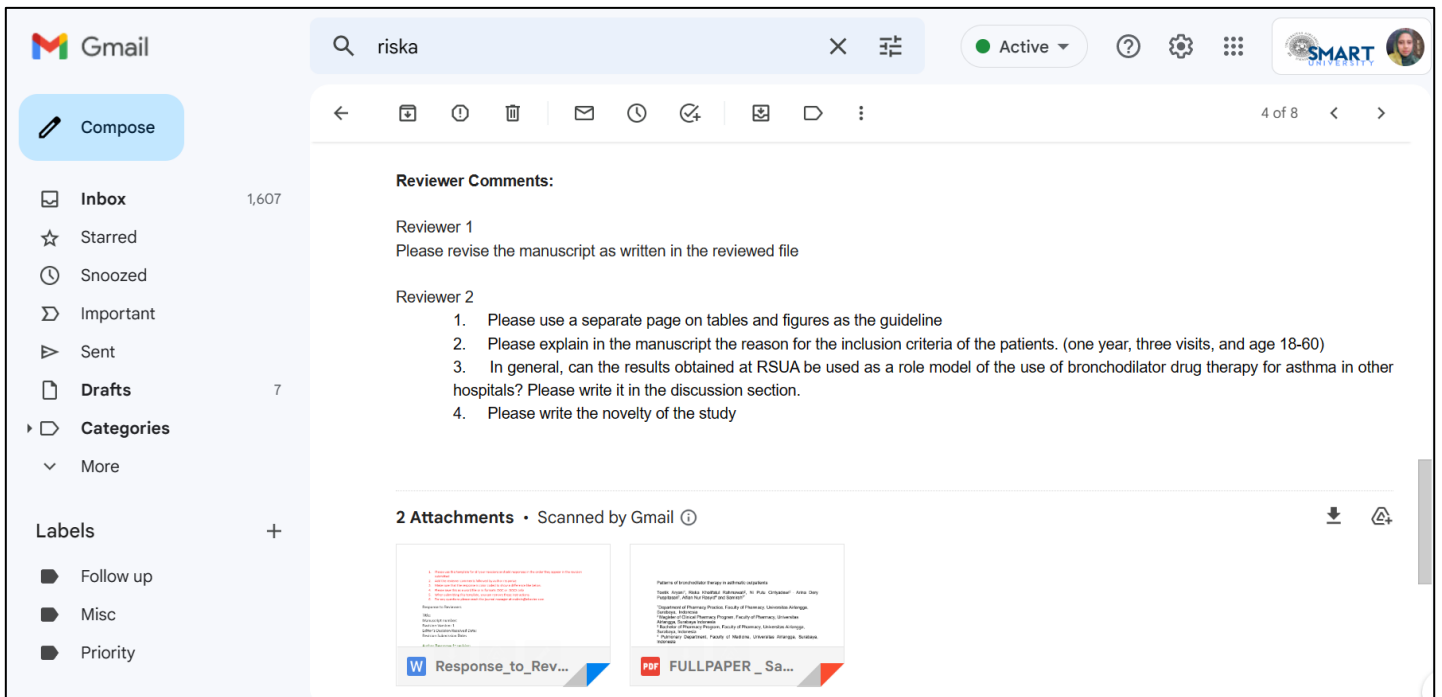 Gmail
riska
Active
SMART
UNIVERSITY
Compose
4 of 8
Inbox 1,607
Starred
Snoozed
Important
Sent
Drafts 7
Categories
More
Labels
Follow up
Misc
Priority
Reviewer Comments:
Reviewer 1
Please revise the manuscript as written in the reviewed file
Reviewer 2
1. Please use a separate page on tables and figures as the guideline
2. Please explain in the manuscript the reason for the inclusion criteria of the patients. (one year, three visits, and age 18-60)
3. In general, can the results obtained at RSUA be used as a role model of the use of bronchodilator drug therapy for asthma in other
hospitals? Please write it in the discussion section.
4. Please write the novelty of the study
2 Attachments • Scanned by Gmail
Patterns of bronchodilator therapy in asthmatic outpatients
W Response_to_Rev...
PDF FULLPAPER _ Sa...